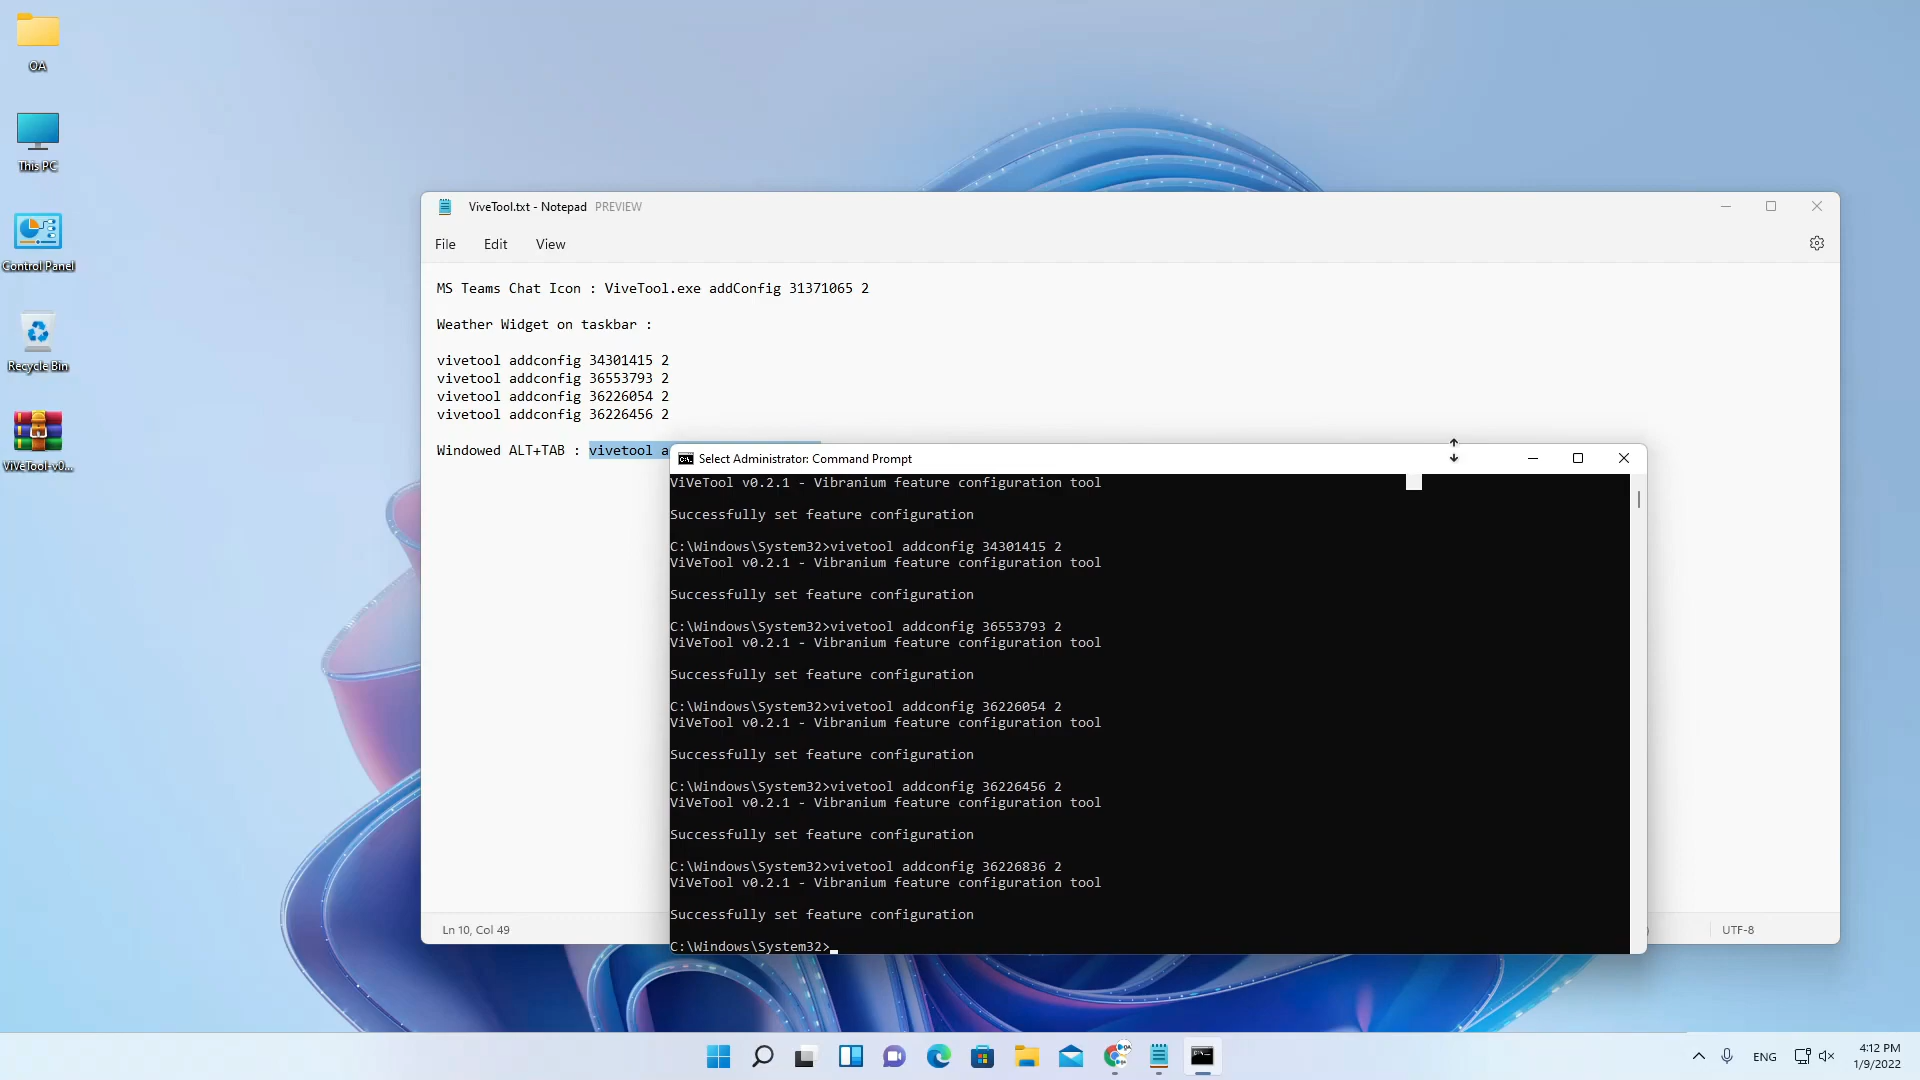 OA
This PC
Control Panel
Recycle Bin
ViVeTool-v0...
ViveTool.txt - Notepad PREVIEW
File Edit View
MS Teams Chat Icon : ViveTool.exe addConfig 31371065 2
Weather Widget on taskbar :
vivetool addconfig 34301415 2
vivetool addconfig 36553793 2
vivetool addconfig 36226054 2
vivetool addconfig 36226456 2
Windowed ALT+TAB : vivetool a
Ln 10, Col 49
UTF-8
Select Administrator: Command Prompt
ViVeTool v0.2.1 - Vibranium feature configuration tool
Successfully set feature configuration
C:\Windows\System32>vivetool addconfig 34301415 2
ViVeTool v0.2.1 - Vibranium feature configuration tool
Successfully set feature configuration
C:\Windows\System32>vivetool addconfig 36553793 2
ViVeTool v0.2.1 - Vibranium feature configuration tool
Successfully set feature configuration
C:\Windows\System32>vivetool addconfig 36226054 2
ViVeTool v0.2.1 - Vibranium feature configuration tool
Successfully set feature configuration
C:\Windows\System32>vivetool addconfig 36226456 2
ViVeTool v0.2.1 - Vibranium feature configuration tool
Successfully set feature configuration
C:\Windows\System32>vivetool addconfig 36226836 2
ViVeTool v0.2.1 - Vibranium feature configuration tool
Successfully set feature configuration
C:\Windows\System32>
ENG
4:12 PM
1/9/2022